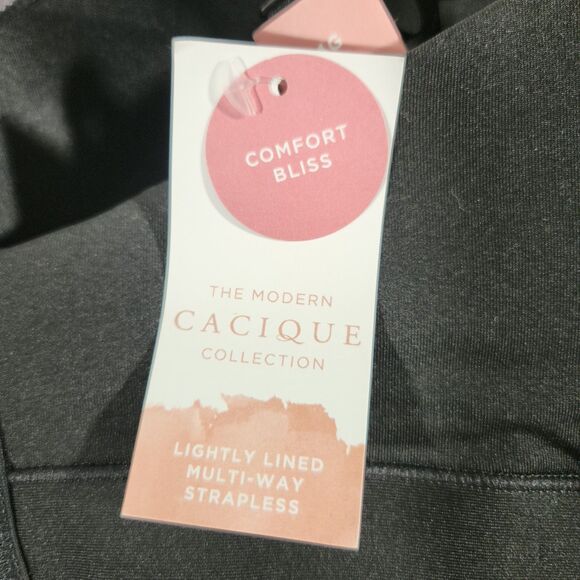 COMFORT
BLISS
THE MODERN
CACIQUE
COLLECTION
LIGHTLY LINED
MULTI-WAY
STRAPLESS